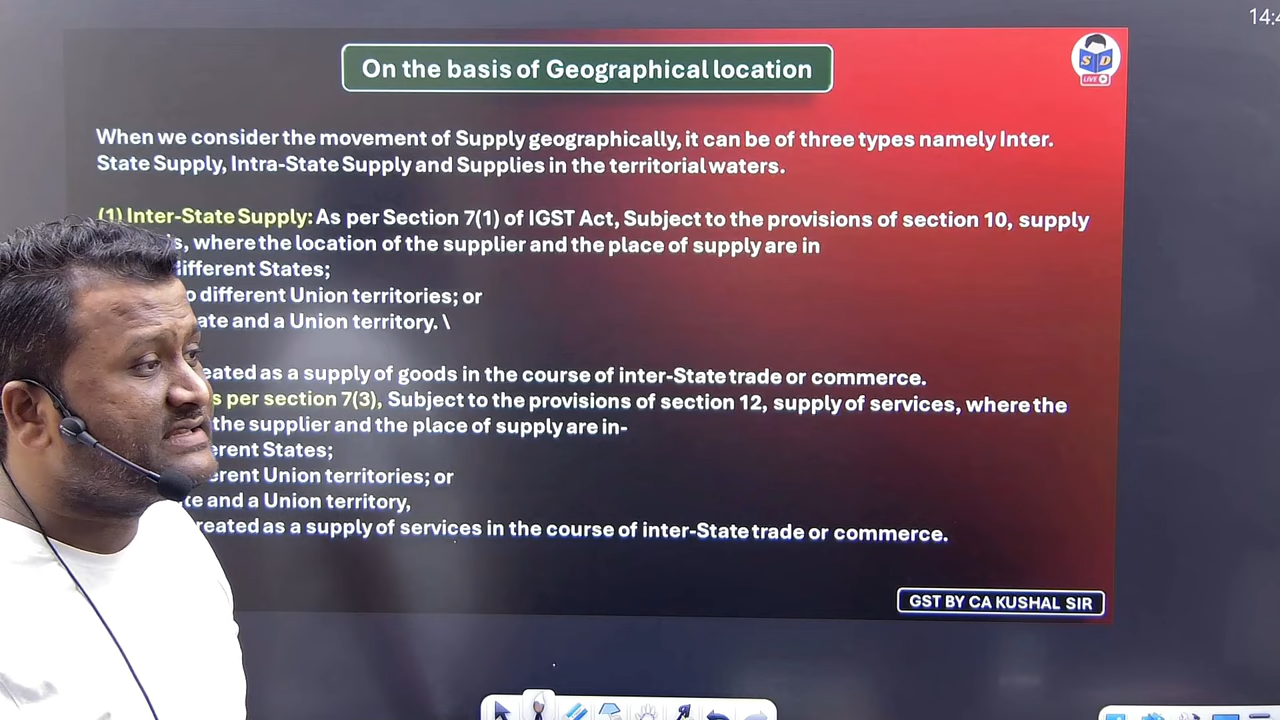 14:4
On the basis of Geographical location
S D
LIVE
When we consider the movement of Supply geographically, it can be of three types namely Inter.
State Supply, Intra-State Supply and Supplies in the territorial waters.
(1) Inter-State Supply: As per Section 7(1) of IGST Act, Subject to the provisions of section 10, supply
where the location of the supplier and the place of supply are in
different States;
different Union territories; or
and a Union territory. \
as a supply of goods in the course of inter-State trade or commerce.
per section 7(3), Subject to the provisions of section 12, supply of services, where the
the supplier and the place of supply are in-
States;
Union territories; or
and a Union territory,
as a supply of services in the course of inter-State trade or commerce.
GST BY CA KUSHAL SIR